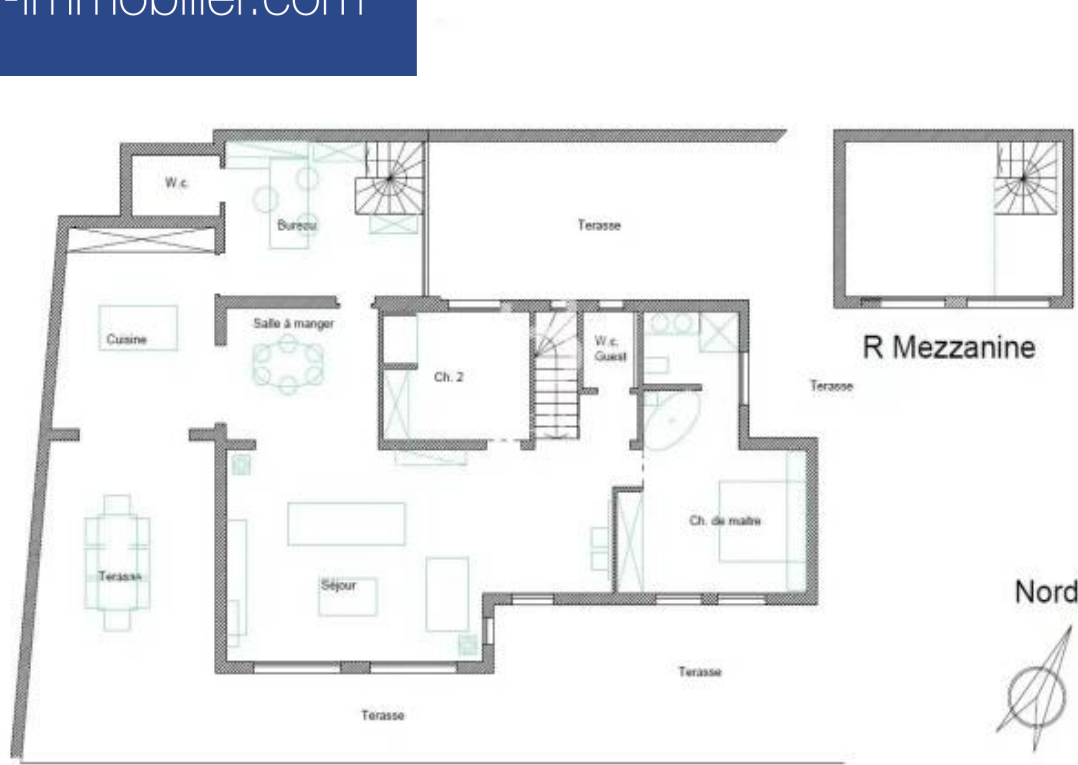 -immobilier.com
W.c.
Bureau
Terasse
Salle à manger
Cuisine
W.c.
Guest
R Mezzanine
Ch. 2
Terasse
Ch. de maitre
Terasse
Séjour
Nord
Terasse
Terasse